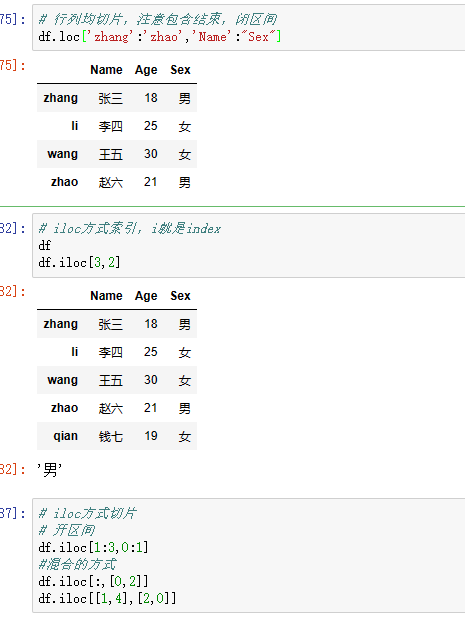 75]:
# 行列均切片，注意包含结束，闭区间
df.loc['zhang':'zhao','Name':"Sex"]
75]:
Name Age Sex
zhang 张三 18 男
li 李四 25 女
wang 王五 30 女
zhao 赵六 21 男
82]:
# iloc方式索引，i就是index
df
df.iloc[3,2]
82]:
Name Age Sex
zhang 张三 18 男
li 李四 25 女
wang 王五 30 女
zhao 赵六 21 男
qian 钱七 19 女
82]: '男'
87]:
# iloc方式切片
# 开区间
df.iloc[1:3,0:1]
#混合的方式
df.iloc[:,[0,2]]
df.iloc[[1,4],[2,0]]